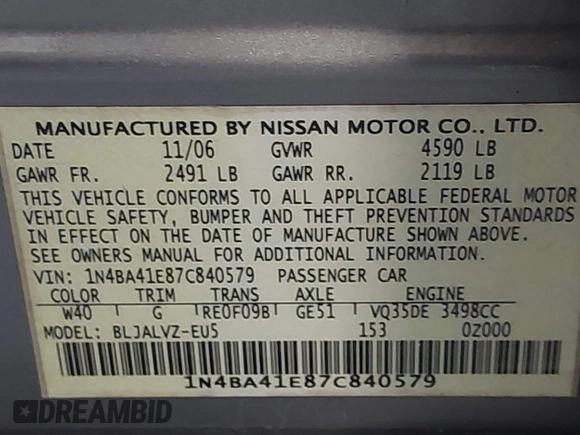 MANUFACTURED BY NISSAN MOTOR CO., LTD.
DATE 11/06 GVWR 4590 LB
GAWR FR. 2491 LB GAWR RR. 2119 LB
THIS VEHICLE CONFORMS TO ALL APPLICABLE FEDERAL MOTOR
VEHICLE SAFETY, BUMPER AND THEFT PREVENTION STANDARDS
IN EFFECT ON THE DATE OF MANUFACTURE SHOWN ABOVE.
SEE OWNERS MANUAL FOR ADDITIONAL INFORMATION.
VIN: 1N4BA41E87C840579 PASSENGER CAR
COLOR TRIM TRANS AXLE ENGINE
W40 G RE0F09B GE51 VQ35DE 3498CC
MODEL: BLJALVZ-EU5 153 0Z000
1N4BA41E87C840579
DREAMBID